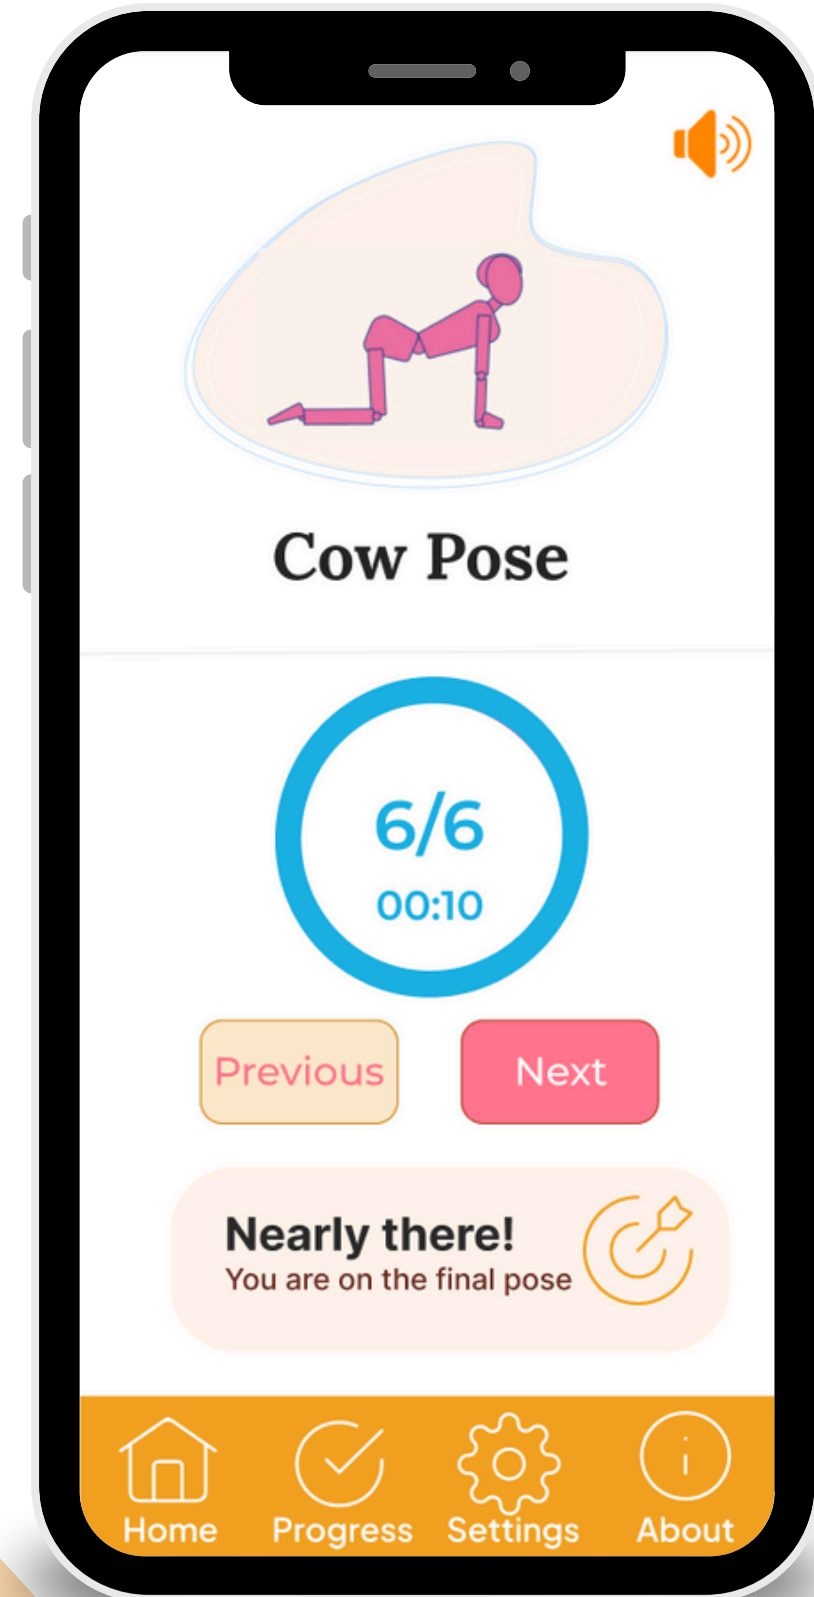 Cow Pose
6/6
00:10
Previous
Next
Nearly there!
You are on the final pose
Home
Progress
Settings
About